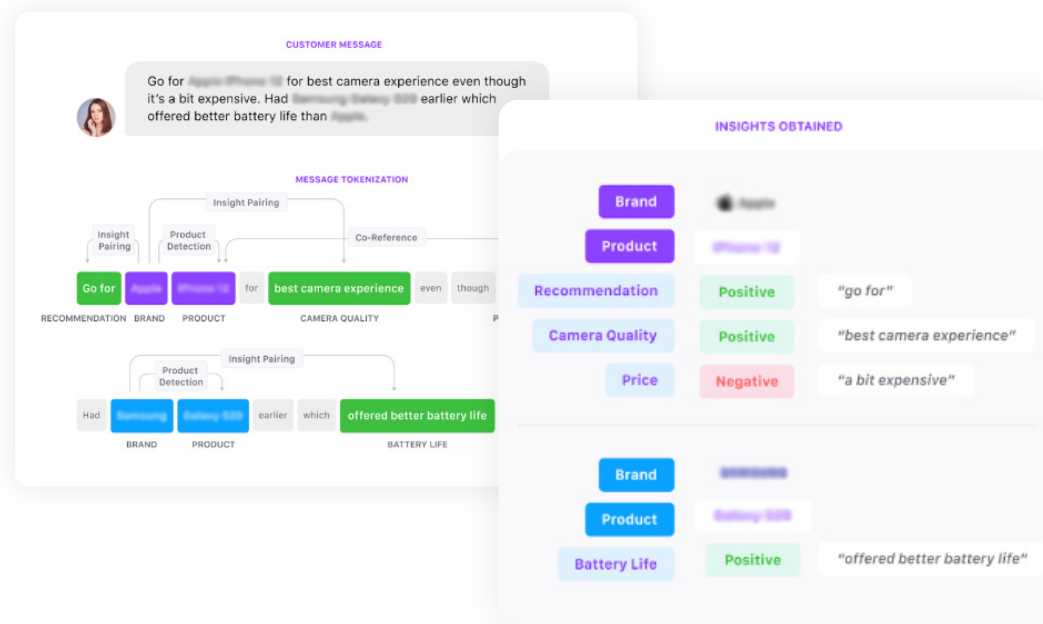 CUSTOMER MESSAGE
Go for for best camera experience even though
it's a bit expensive. Had earlier which
offered better battery life than
MESSAGE TOKENIZATION
Insight Pairing
Insight
Pairing
Product
Detection
Co-Reference
Go for for best camera experience even though
RECOMMENDATION BRAND PRODUCT CAMERA QUALITY P
Insight Pairing
Product
Detection
Had earlier which offered better battery life
BRAND PRODUCT BATTERY LIFE
INSIGHTS OBTAINED
Brand
Product
Recommendation Positive "go for"
Camera Quality Positive "best camera experience"
Price Negative "a bit expensive"
Brand
Product
Battery Life Positive "offered better battery life"